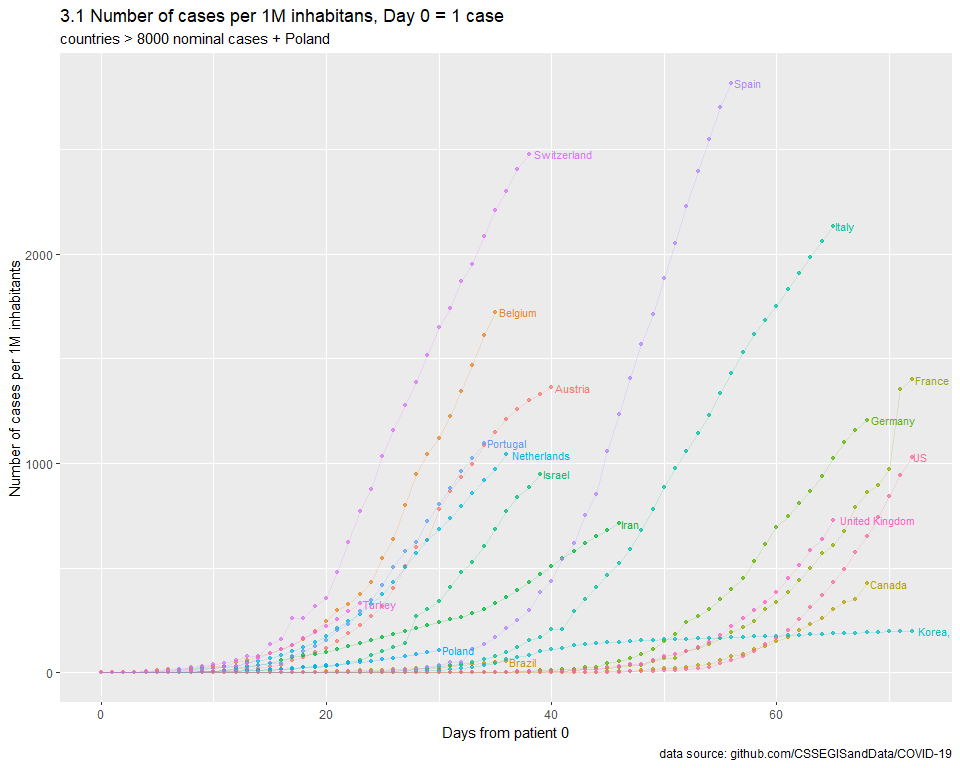 3.1 Number of cases per 1M inhabitans, Day 0 = 1 case
countries > 8000 nominal cases + Poland
Number of cases per 1M inhabitants
2000
1000
0
Spain
Switzerland
Italy
Belgium
France
Austria
Germany
Portugal
Netherlands
US
Israel
Iran
United Kingdom
Turkey
Canada
Korea,
Poland
Brazil
0
20
40
60
Days from patient 0
data source: github.com/CSSEGISandData/COVID-19